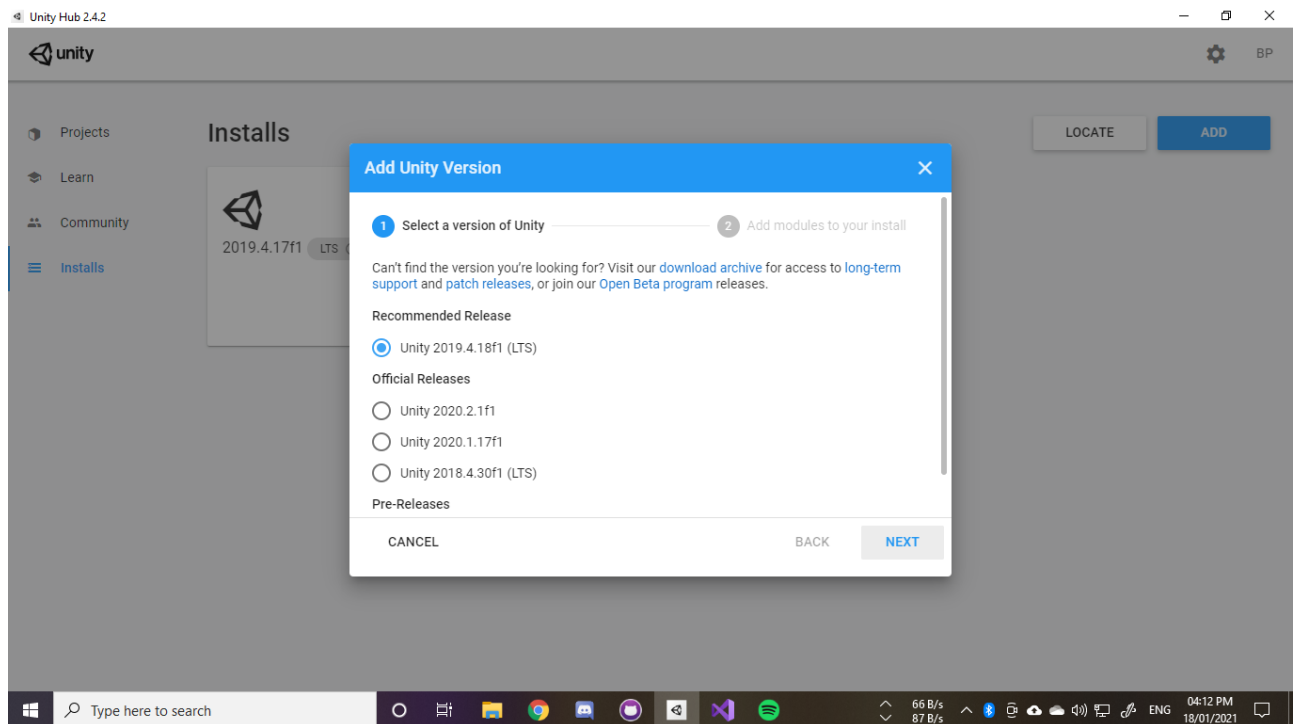 Unity Hub 2.4.2
unity
BP
Projects
Learn
Community
Installs
Installs
LOCATE
ADD
2019.4.17f1 LTS
Add Unity Version
1 Select a version of Unity
2 Add modules to your install
Can't find the version you're looking for? Visit our download archive for access to long-term
support and patch releases, or join our Open Beta program releases.
Recommended Release
Unity 2019.4.18f1 (LTS)
Official Releases
Unity 2020.2.1f1
Unity 2020.1.17f1
Unity 2018.4.30f1 (LTS)
Pre-Releases
CANCEL
BACK
NEXT
Type here to search
66 B/s
87 B/s
ENG
04:12 PM
18/01/2021